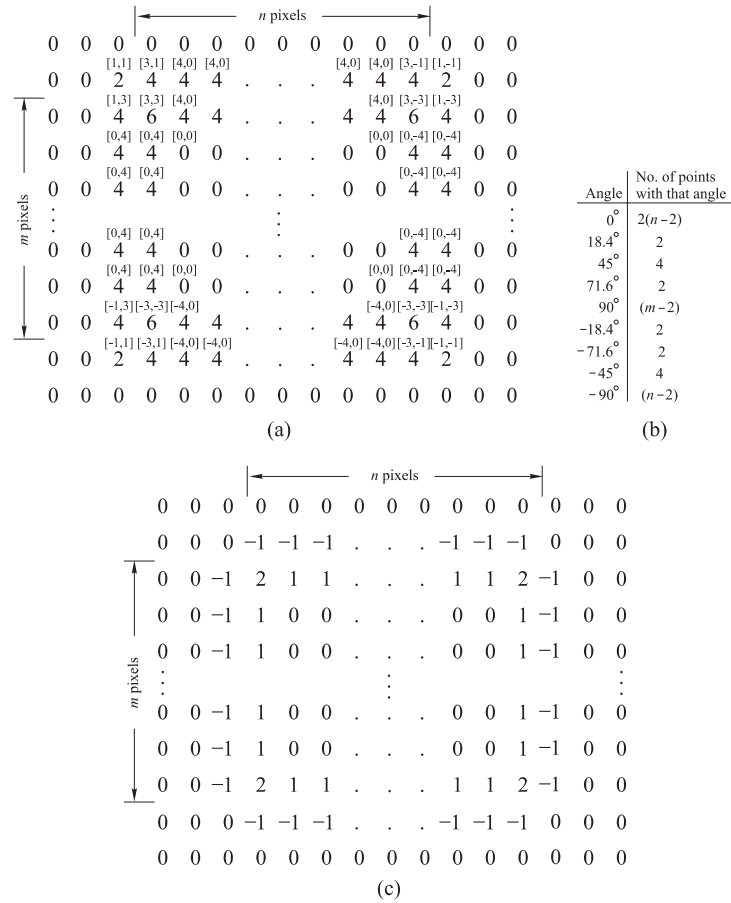 n pixels
0 0 0 0 0 0 0 0 0 0 0 0 0 0
[1,1] [3,1] [4,0] [4,0] [4,0] [4,0] [3,-1] [1,-1]
0 0 2 4 4 4 . . . 4 4 4 2 0 0
[1,3] [3,3] [4,0] [4,0] [3,-3] [1,-3]
0 0 4 6 4 4 . . . 4 4 6 4 0 0
[0,4] [0,4] [0,0] [0,0] [0,-4] [0,-4]
0 0 4 4 0 0 . . . 0 0 4 4 0 0
[0,4] [0,4] [0,-4] [0,-4]
0 0 4 4 0 0 . . . 0 0 4 4 0 0
m pixels
[0,4] [0,4] [0,-4] [0,-4]
0 0 4 4 0 0 . . . 0 0 4 4 0 0
[0,4] [0,4] [0,0] [0,0] [0,-4] [0,-4]
0 0 4 4 0 0 . . . 0 0 4 4 0 0
[-1,3] [-3,-3] [-4,0] [-4,0] [-3,-3] [-1,-3]
0 0 4 6 4 4 . . . 4 4 6 4 0 0
[-1,1] [-3,1] [-4,0] [-4,0] [-4,0] [-4,0] [-3,-1] [-1,-1]
0 0 2 4 4 4 . . . 4 4 4 2 0 0
0 0 0 0 0 0 0 0 0 0 0 0 0 0
(a)
Angle No. of points
with that angle
0° 2(n−2)
18.4° 2
45° 4
71.6° 2
90° (m−2)
−18.4° 2
−71.6° 2
−45° 4
−90° (n−2)
(b)
n pixels
0 0 0 0 0 0 0 0 0 0 0 0 0 0 0
0 0 0 −1 −1 −1 . . . −1 −1 −1 0 0 0
0 0 −1 2 1 1 . . . 1 1 2 −1 0 0
0 0 −1 1 0 0 . . . 0 0 1 −1 0 0
0 0 −1 1 0 0 . . . 0 0 1 −1 0 0
m pixels
0 0 −1 1 0 0 . . . 0 0 1 −1 0 0
0 0 −1 1 0 0 . . . 0 0 1 −1 0 0
0 0 −1 2 1 1 . . . 1 1 2 −1 0 0
0 0 0 −1 −1 −1 . . . −1 −1 −1 0 0 0
0 0 0 0 0 0 0 0 0 0 0 0 0 0 0
(c)